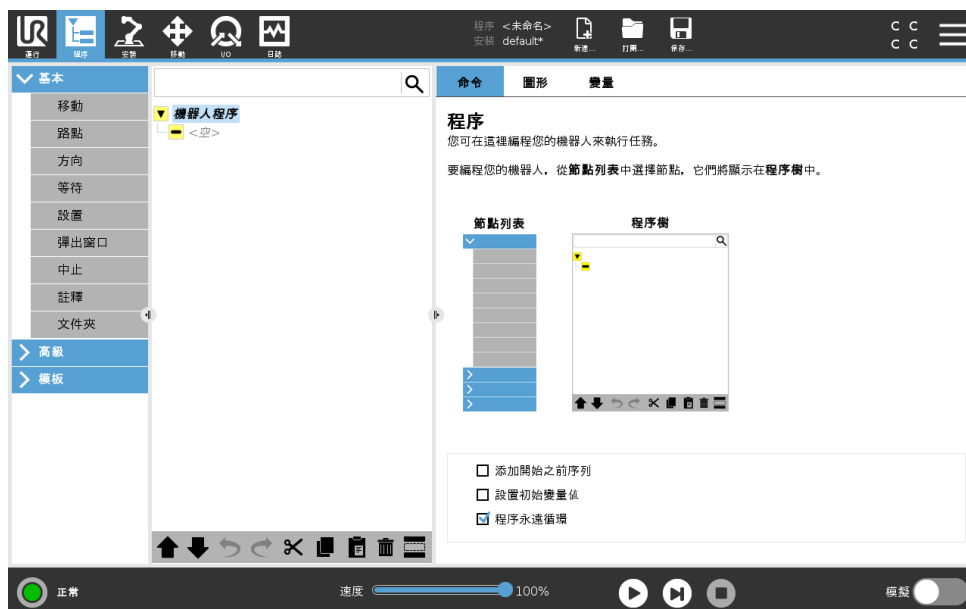 UR
運行
程序
安裝
移動
I/O
日誌
程序 <未命名>
安裝 default*
新建...
打開...
保存...
C C
C C
基本
移動
路點
方向
等待
設置
彈出窗口
中止
註釋
文件夾
高級
模板
機器人程序
<空>
命令 圖形 變量
程序
您可在這裡編程您的機器人來執行任務。
要編程您的機器人，從節點列表中選擇節點，它們將顯示在程序樹中。
節點列表 程序樹
添加開始之前序列
設置初始變量值
程序永遠循環
正常
速度 100%
模擬